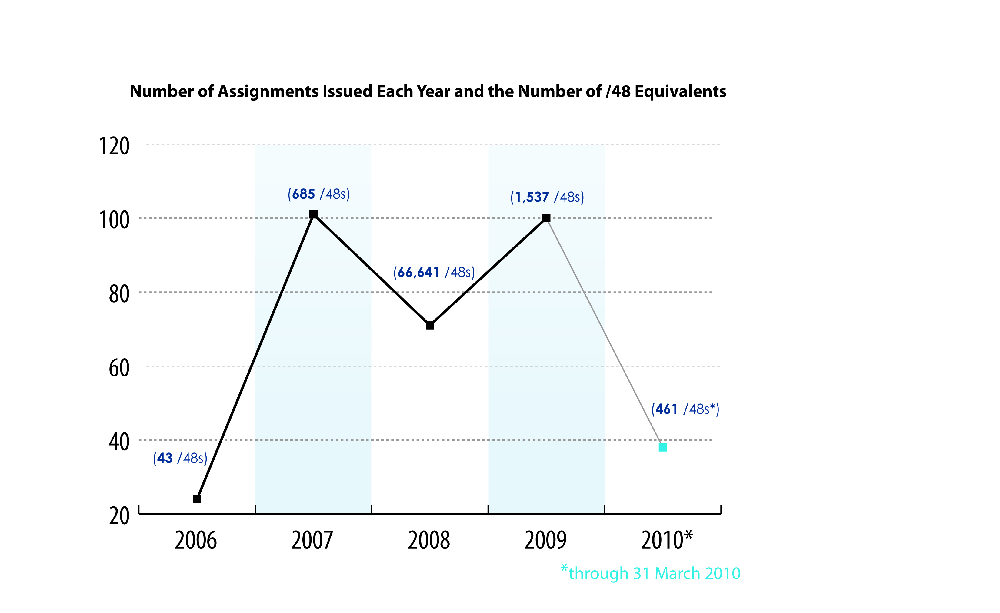 Number of Assignments Issued Each Year and the Number of /48 Equivalents
120
(685 /48s)
(1,537 /48s)
100
(66,641 /48s)
80
60
(461 /48s*)
40
(43 /48s)
20
2006 2007 2008 2009 2010*
*through 31 March 2010